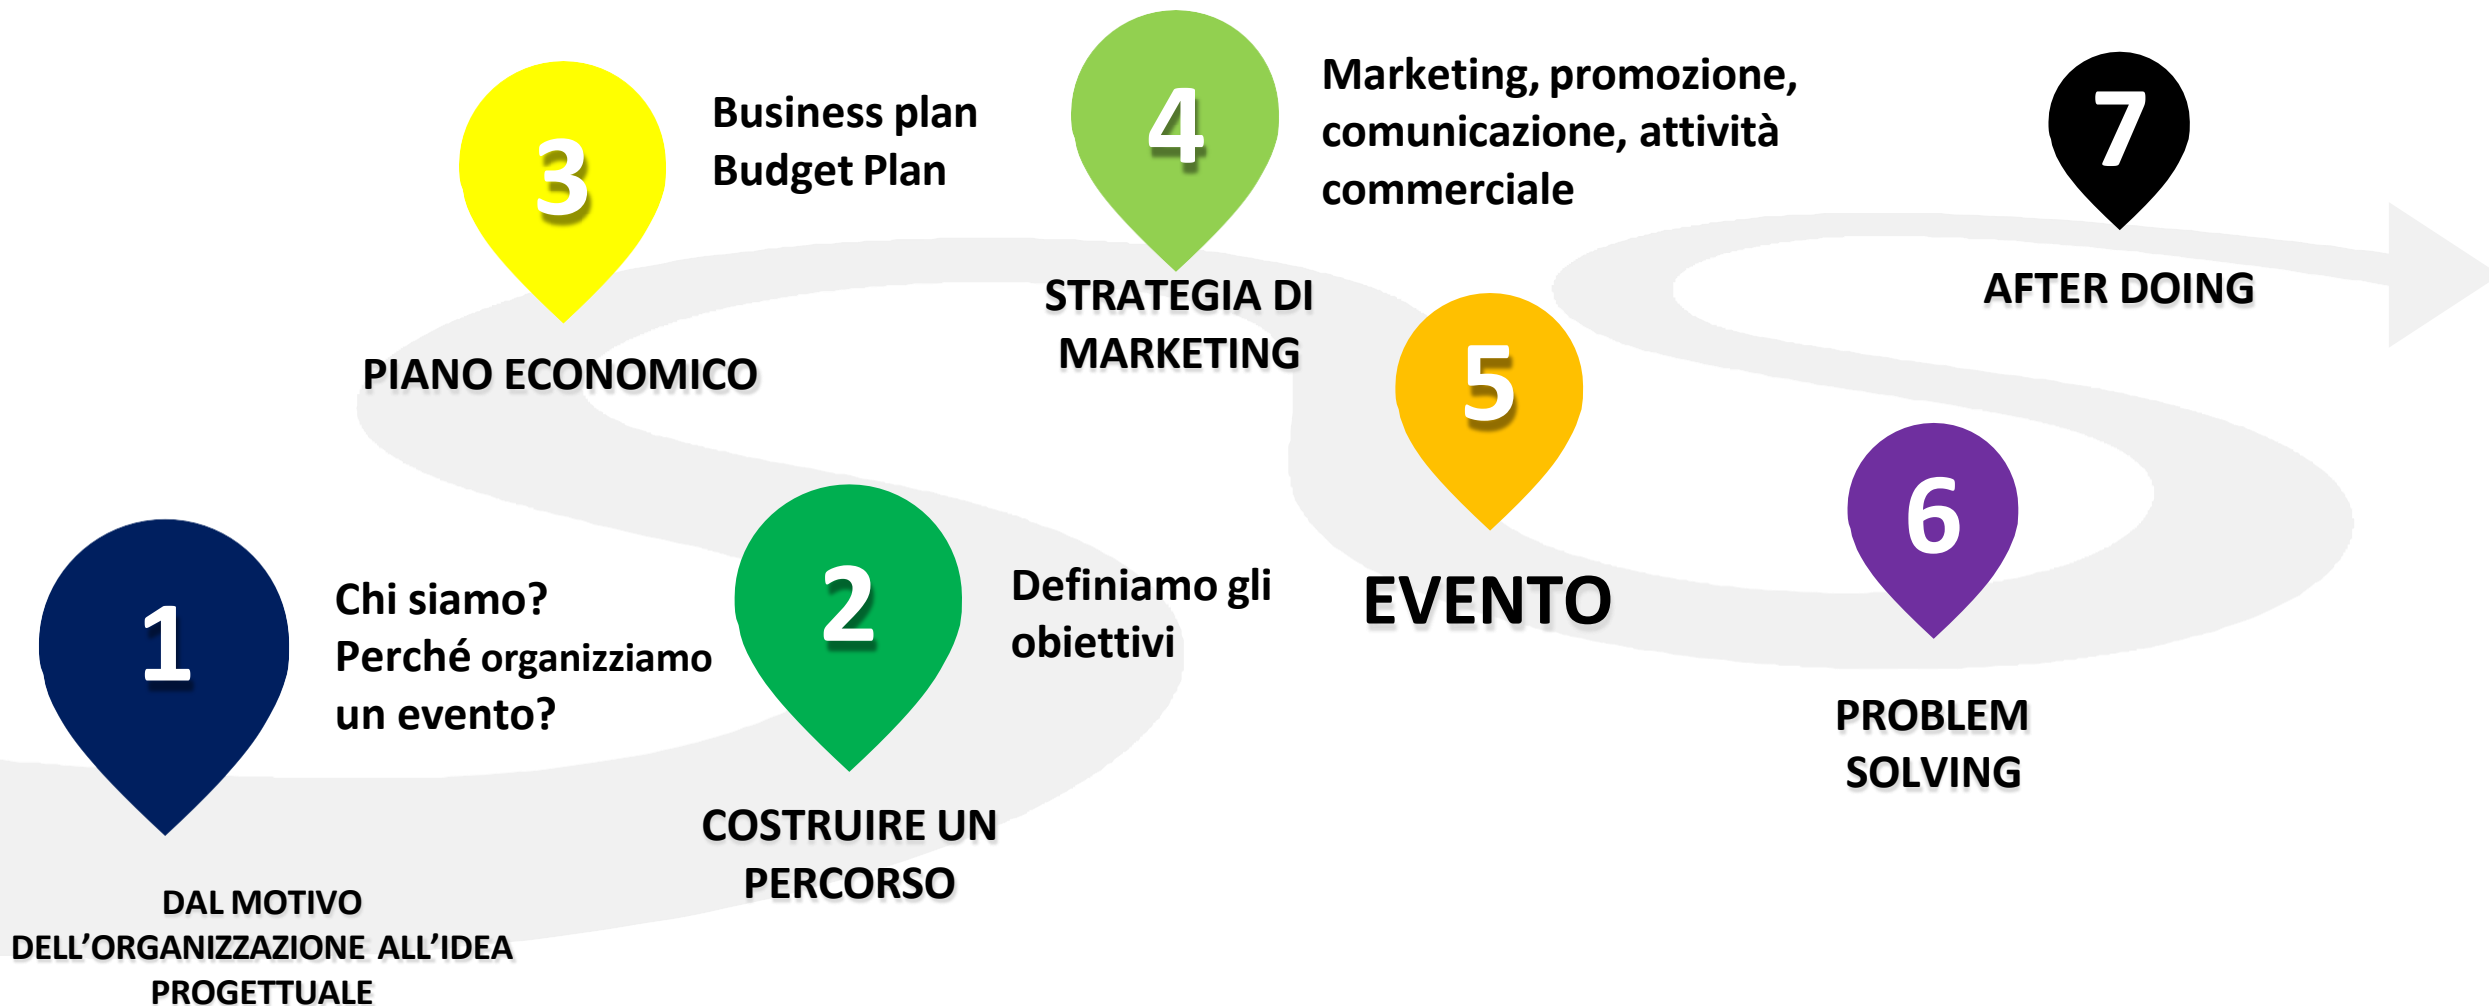 1
Chi siamo?
Perché organizziamo
un evento?
DAL MOTIVO
DELL’ORGANIZZAZIONE ALL’IDEA
PROGETTUALE
2
Definiamo gli
obiettivi
COSTRUIRE UN
PERCORSO
3
Business plan
Budget Plan
PIANO ECONOMICO
4
Marketing, promozione,
comunicazione, attività
commerciale
STRATEGIA DI
MARKETING
5
EVENTO
6
PROBLEM
SOLVING
7
AFTER DOING